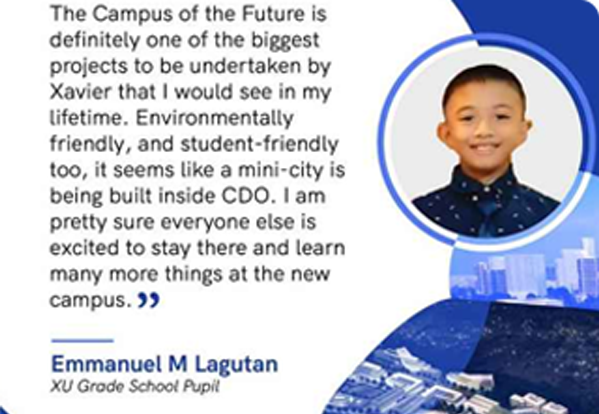 The Campus of the Future is
definitely one of the biggest
projects to be undertaken by
Xavier that I would see in my
lifetime. Environmentally
friendly, and student-friendly
too, it seems like a mini-city is
being built inside CDO. I am
pretty sure everyone else is
excited to stay there and learn
many more things at the new
campus.”
Emmanuel M Lagutan
XU Grade School Pupil